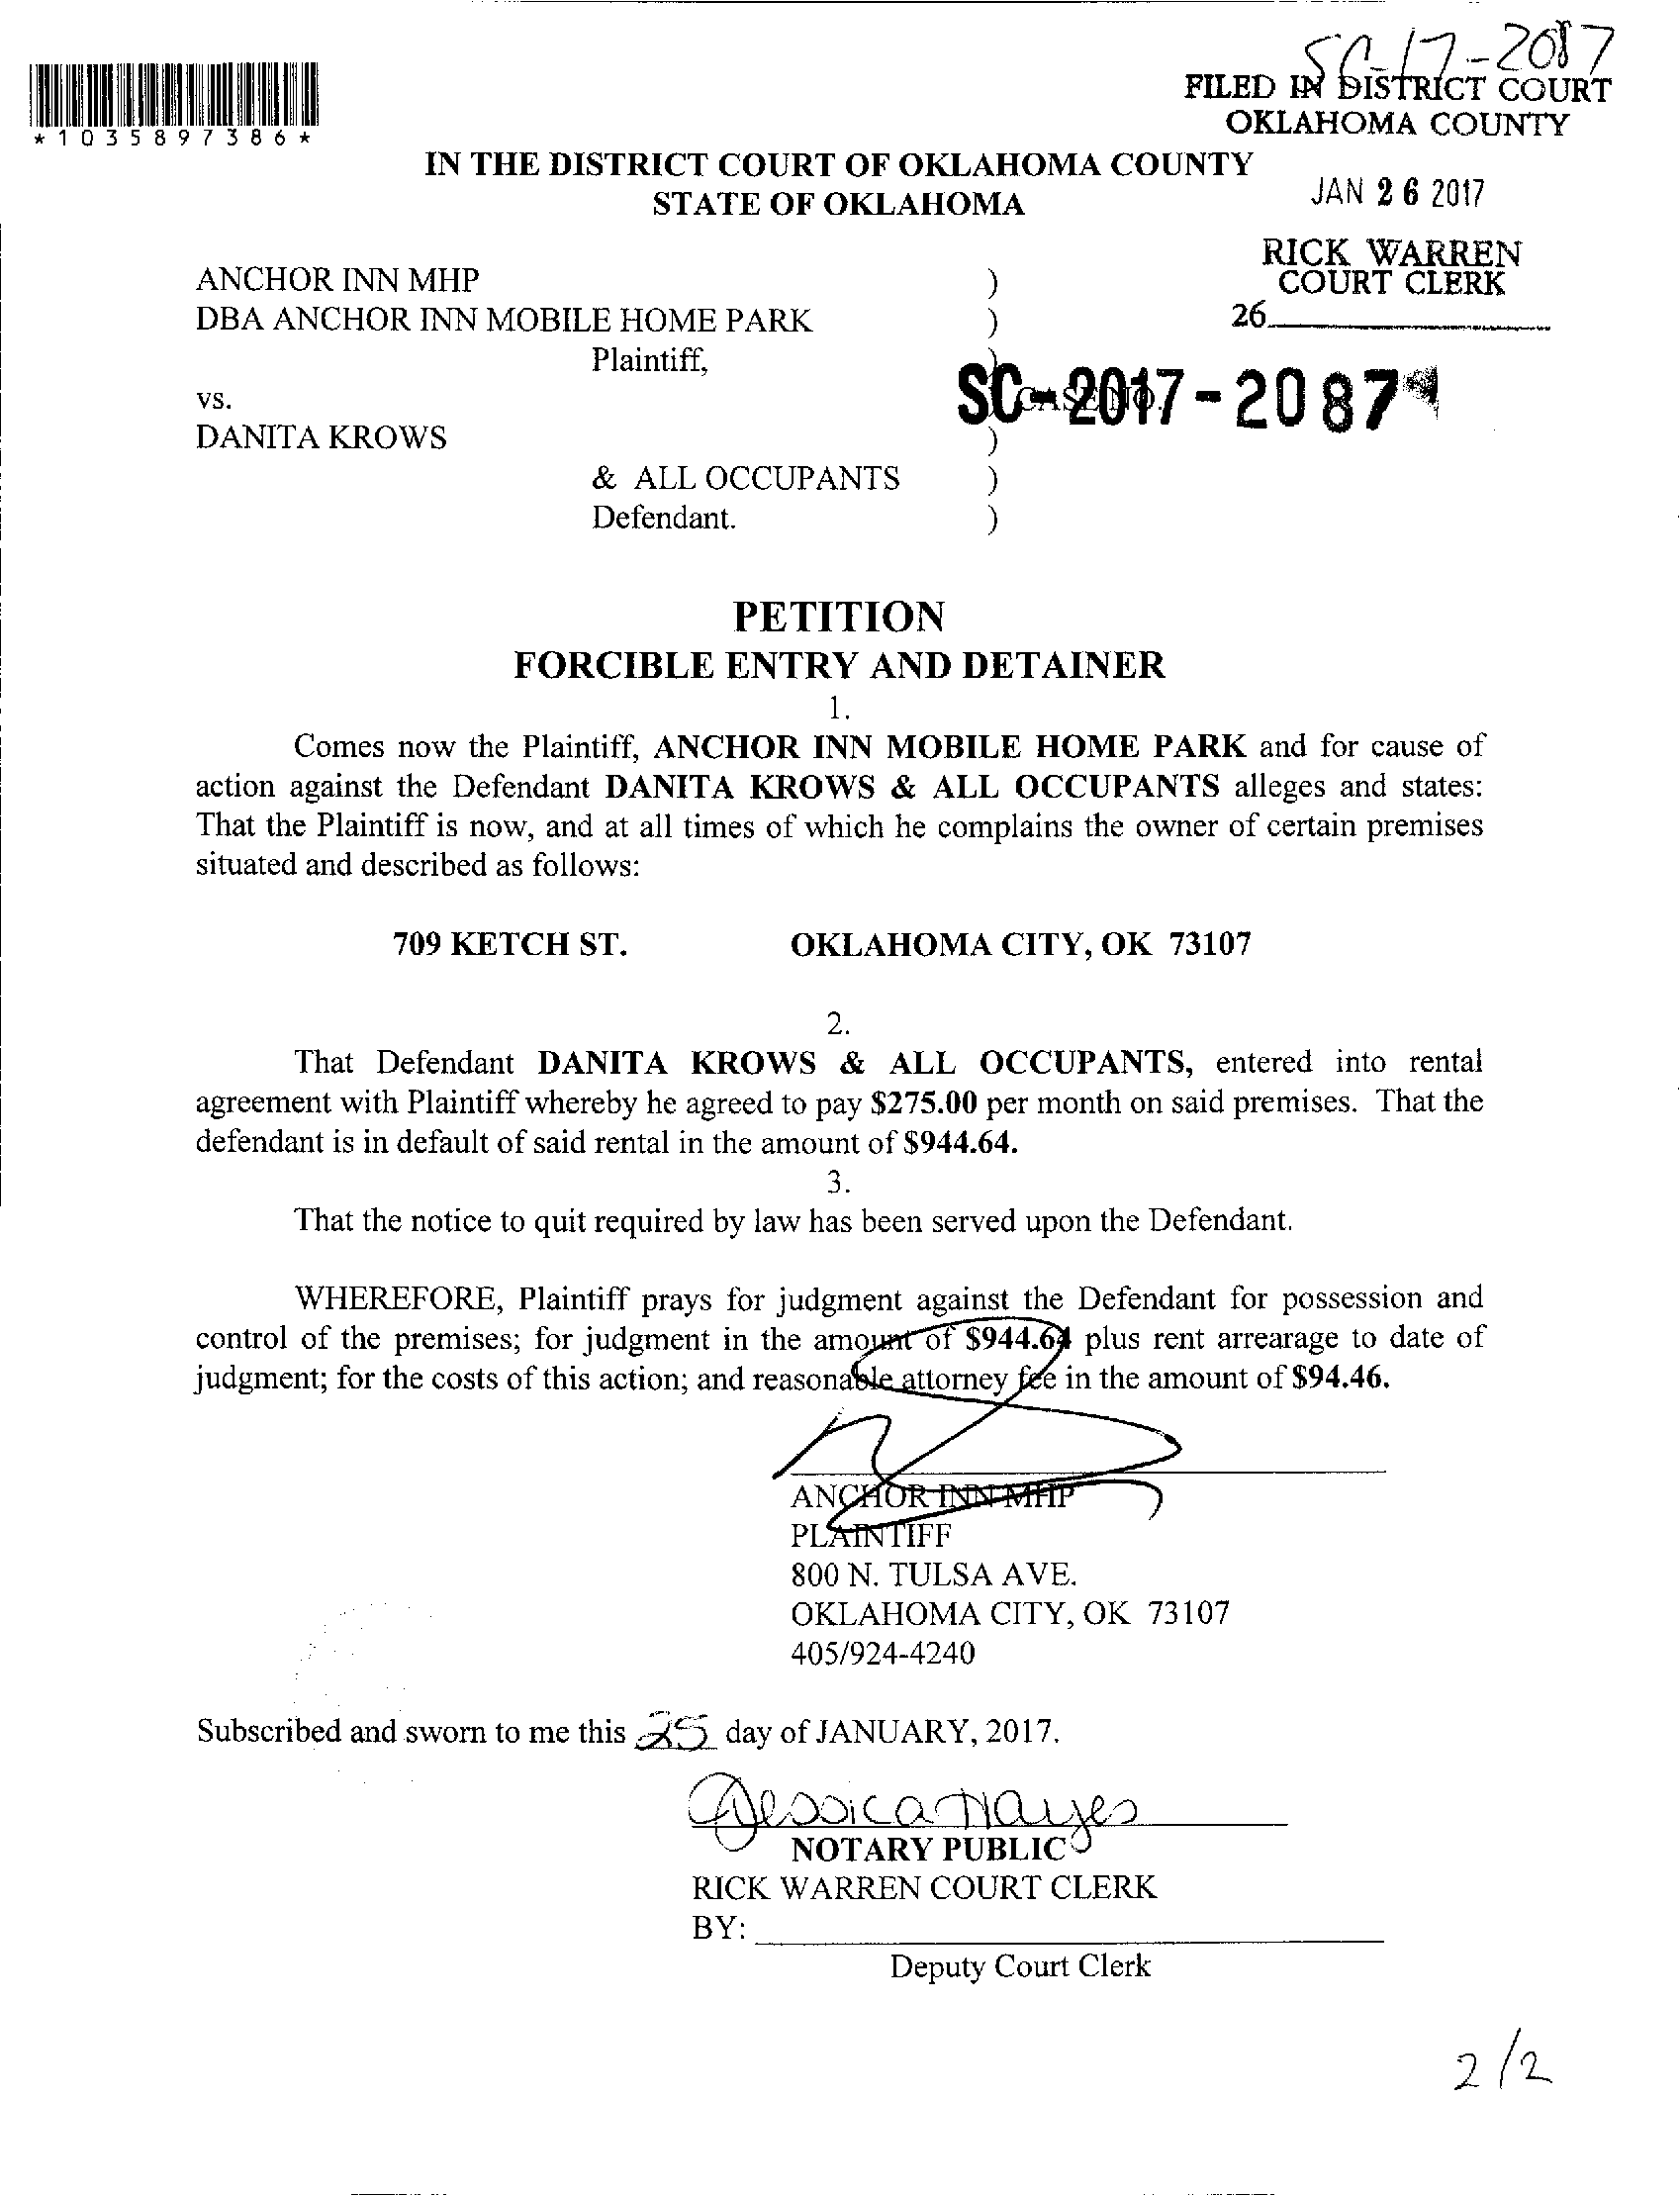 SC-17-2087
FILED IN DISTRICT COURT
OKLAHOMA COUNTY
*1035897386*
IN THE DISTRICT COURT OF OKLAHOMA COUNTY
STATE OF OKLAHOMA
JAN 26 2017
RICK WARREN
COURT CLERK
26
ANCHOR INN MHP )
DBA ANCHOR INN MOBILE HOME PARK )
Plaintiff, )
vs. CASE NO.
SC-2017-2087
DANITA KROWS )
& ALL OCCUPANTS )
Defendant. )
PETITION
FORCIBLE ENTRY AND DETAINER
1.
Comes now the Plaintiff, ANCHOR INN MOBILE HOME PARK and for cause of
action against the Defendant DANITA KROWS & ALL OCCUPANTS alleges and states:
That the Plaintiff is now, and at all times of which he complains the owner of certain premises
situated and described as follows:
709 KETCH ST. OKLAHOMA CITY, OK 73107
2.
That Defendant DANITA KROWS & ALL OCCUPANTS, entered into rental
agreement with Plaintiff whereby he agreed to pay $275.00 per month on said premises. That the
defendant is in default of said rental in the amount of $944.64.
3.
That the notice to quit required by law has been served upon the Defendant.
WHEREFORE, Plaintiff prays for judgment against the Defendant for possession and
control of the premises; for judgment in the amount of $944.64 plus rent arrearage to date of
judgment; for the costs of this action; and reasonable attorney fee in the amount of $94.46.
ANCHOR INN MHP
PLAINTIFF
800 N. TULSA AVE.
OKLAHOMA CITY, OK 73107
405/924-4240
Subscribed and sworn to me this 25 day of JANUARY, 2017.
Jessica Hayes
NOTARY PUBLIC
RICK WARREN COURT CLERK
BY:
Deputy Court Clerk
2/2